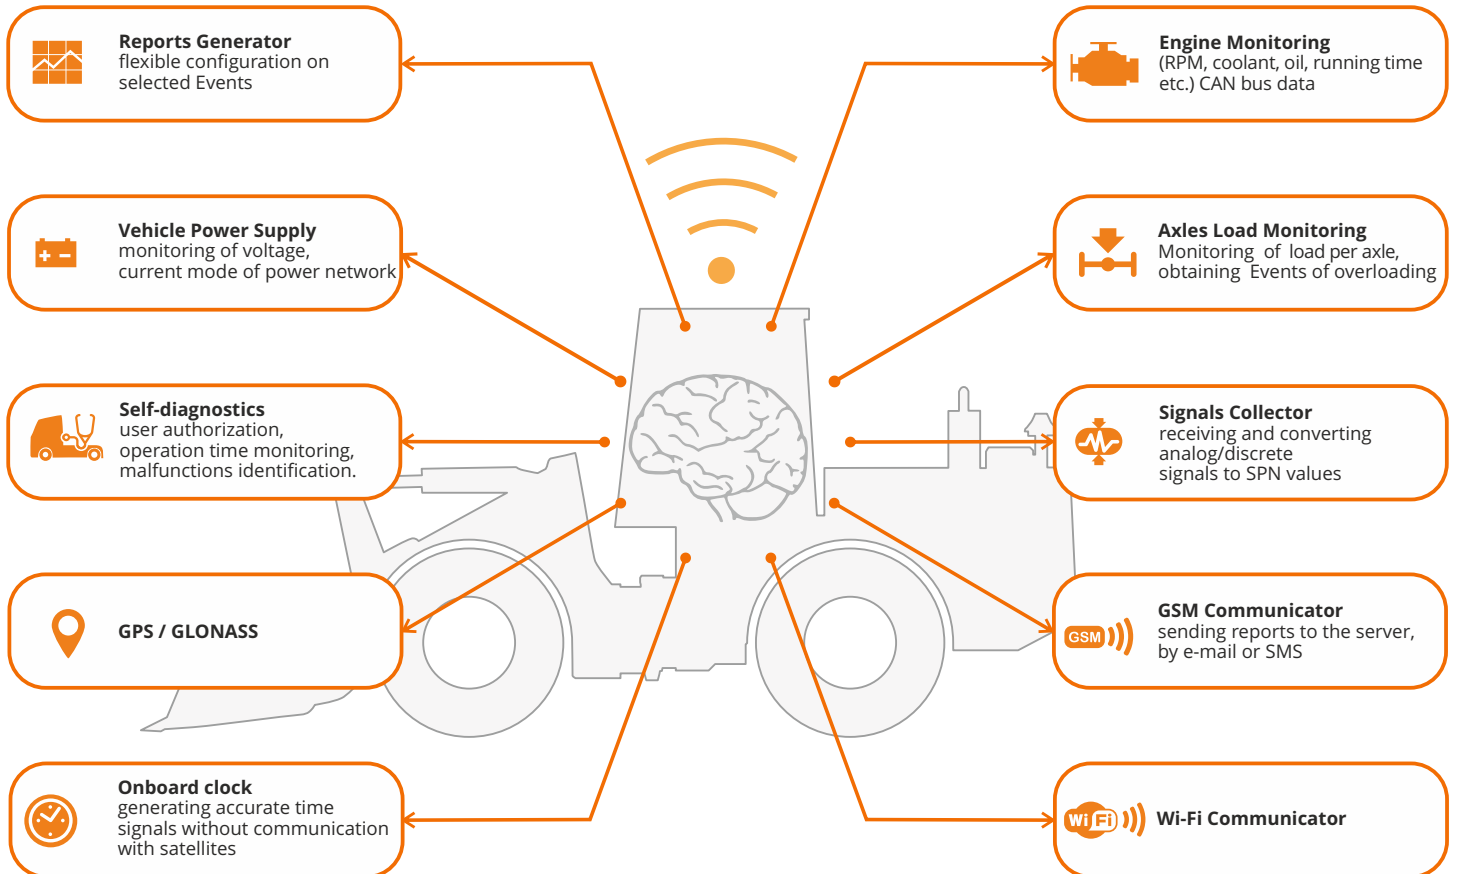 Reports Generator
flexible configuration on
selected Events
Engine Monitoring
(RPM, coolant, oil, running time
etc.) CAN bus data
Vehicle Power Supply
monitoring of voltage,
current mode of power network
Axles Load Monitoring
Monitoring of load per axle,
obtaining Events of overloading
Self-diagnostics
user authorization,
operation time monitoring,
malfunctions identification.
Signals Collector
receiving and converting
analog/discrete
signals to SPN values
GPS / GLONASS
GSM
GSM Communicator
sending reports to the server,
by e-mail or SMS
Onboard clock
generating accurate time
signals without communication
with satellites
WiFi
Wi-Fi Communicator